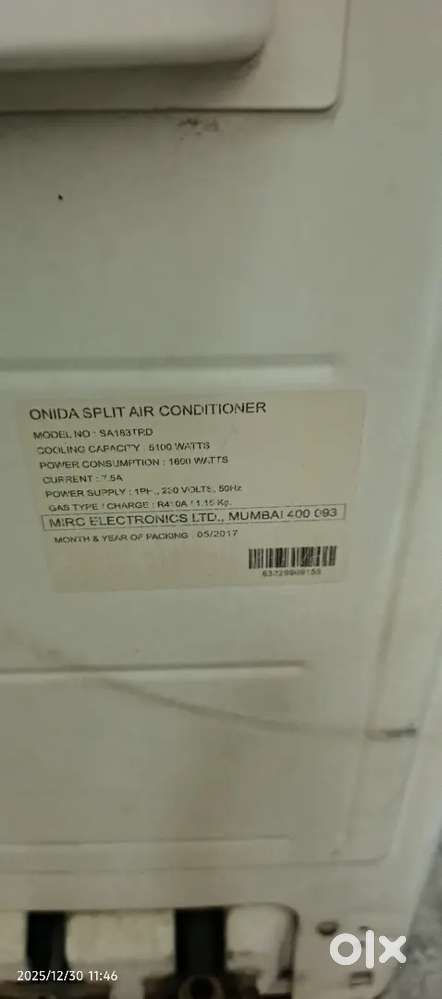 ONIDA SPLIT AIR CONDITIONER
MODEL NO : SA183TRD
COOLING CAPACITY : 5100 WATTS
POWER CONSUMPTION : 1600 WATTS
CURRENT : 7.5A
POWER SUPPLY : 1PH., 230 VOLTS, 50Hz
GAS TYPE / CHARGE : R410A / 1.15 Kg.
MIRC ELECTRONICS LTD., MUMBAI 400 093
MONTH & YEAR OF PACKING : 05/2017
olx
2025/12/30 11:46